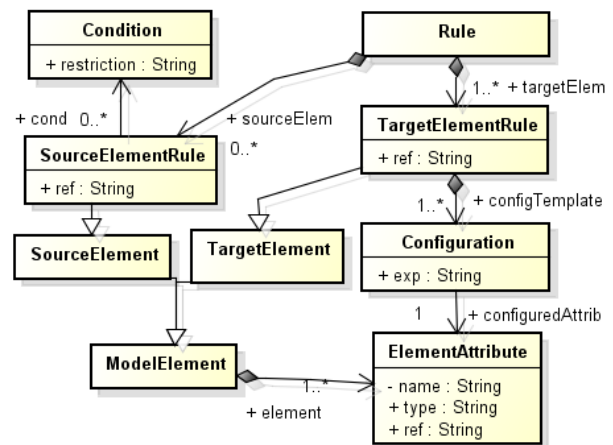 Condition
Rule
+ restriction : String
1..* + targetElem
+ cond 0..*
+ sourceElem
0..*
TargetElementRule
+ ref : String
SourceElementRule
+ ref : String
1..* + configTemplate
SourceElement
TargetElement
Configuration
+ exp : String
1 + configuredAttrib
ModelElement
ElementAttribute
1..*
+ element
- name : String
+ type : String
+ ref : String